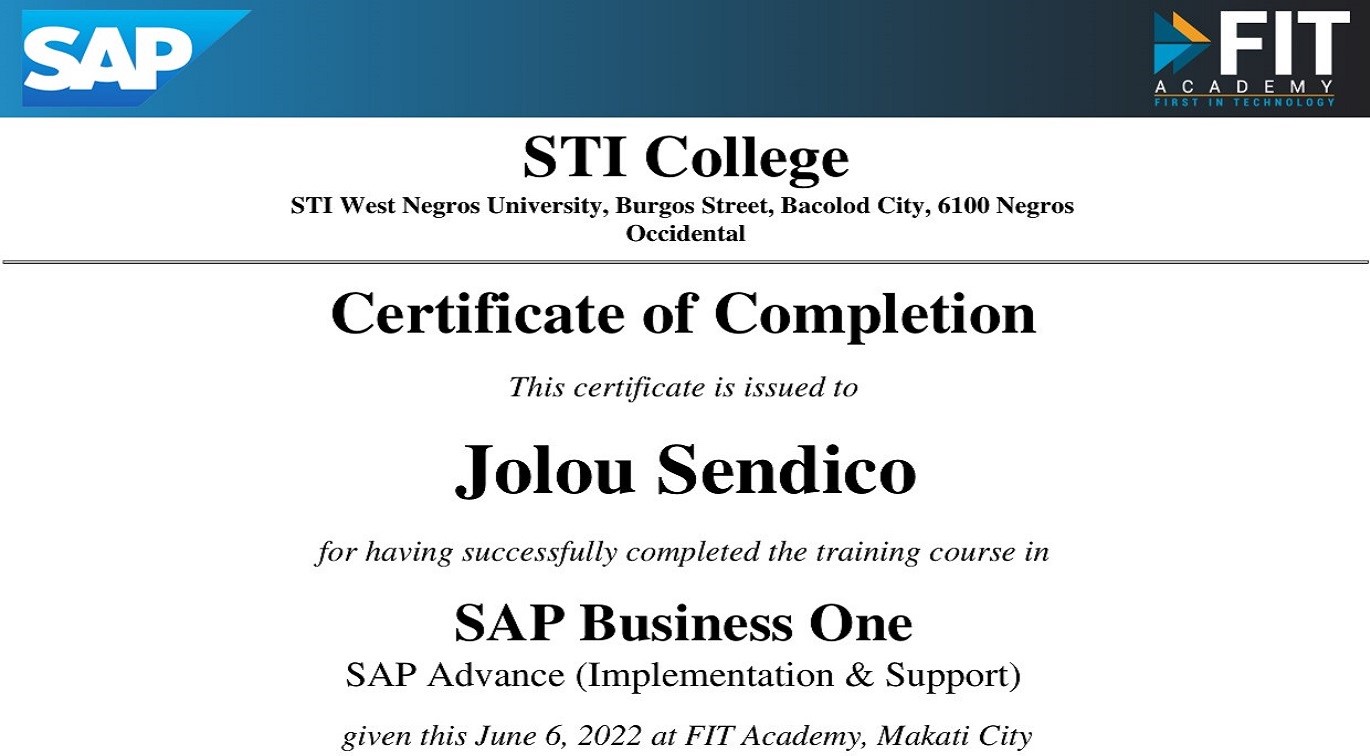 SAP
FIT
ACADEMY
FIRST IN TECHNOLOGY
STI College
STI West Negros University, Burgos Street, Bacolod City, 6100 Negros
Occidental
Certificate of Completion
This certificate is issued to
Jolou Sendico
for having successfully completed the training course in
SAP Business One
SAP Advance (Implementation & Support)
given this June 6, 2022 at FIT Academy, Makati City